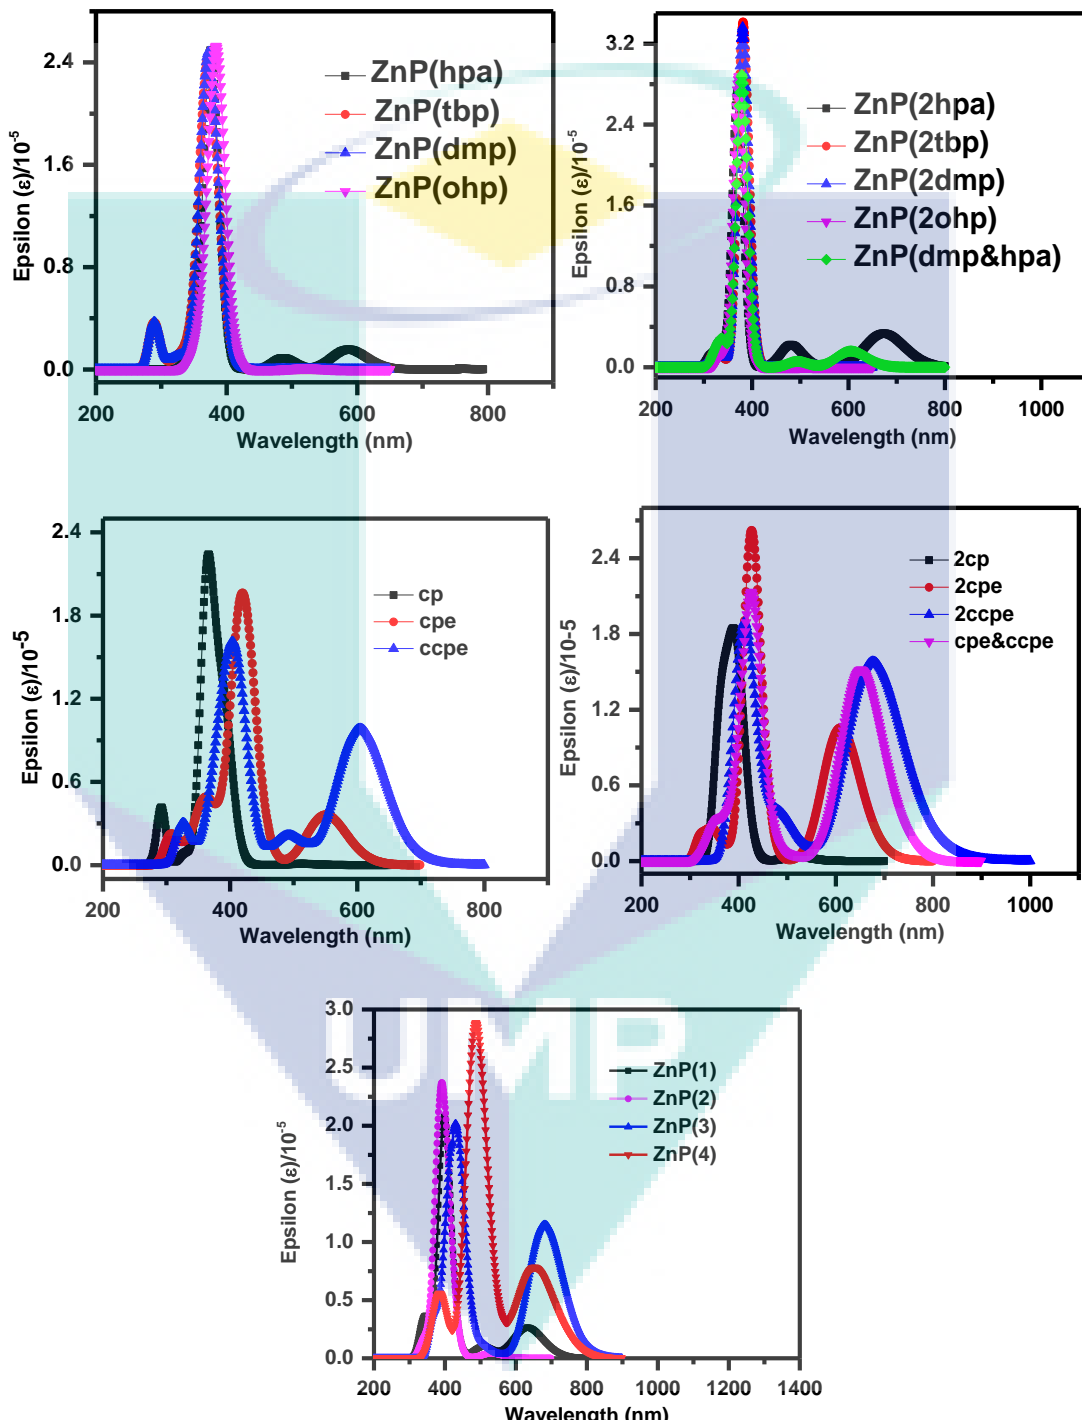 2.4
1.6
0.8
0.0
Epsilon (ε)/10⁻⁵
ZnP(hpa)
ZnP(tbp)
ZnP(dmp)
ZnP(ohp)
200 400 600 800
Wavelength (nm)
3.2
2.4
1.6
0.8
0.0
Epsilon (ε)/10⁻⁵
ZnP(2hpa)
ZnP(2tbp)
ZnP(2dmp)
ZnP(2ohp)
ZnP(dmp&hpa)
200 400 600 800 1000
Wavelength (nm)
2.4
1.8
1.2
0.6
0.0
Epsilon (ε)/10⁻⁵
cp
cpe
ccpe
200 400 600 800
Wavelength (nm)
2.4
1.8
1.2
0.6
0.0
Epsilon (ε)/10-5
2cp
2cpe
2ccpe
cpe&ccpe
200 400 600 800 1000
Wavelength (nm)
UMP
3.0
2.5
2.0
1.5
1.0
0.5
0.0
Epsilon (ε)/10⁻⁵
ZnP(1)
ZnP(2)
ZnP(3)
ZnP(4)
200 400 600 800 1000 1200 1400
Wavelength (nm)